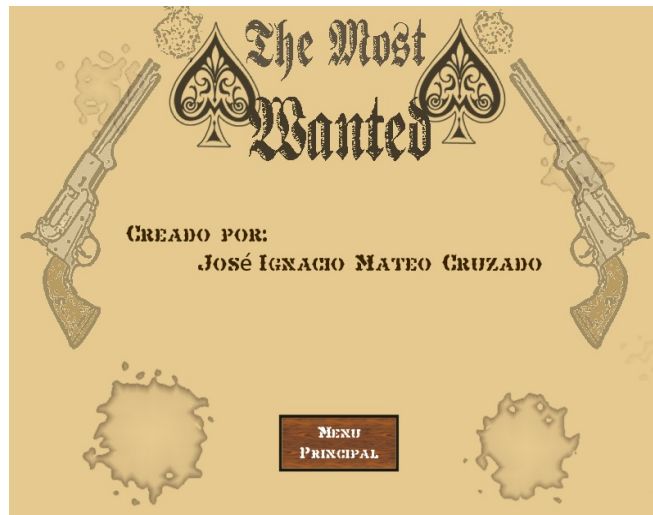 The Most
Wanted
Creado por:
José Ignacio Mateo Cruzado
Menu
Principal